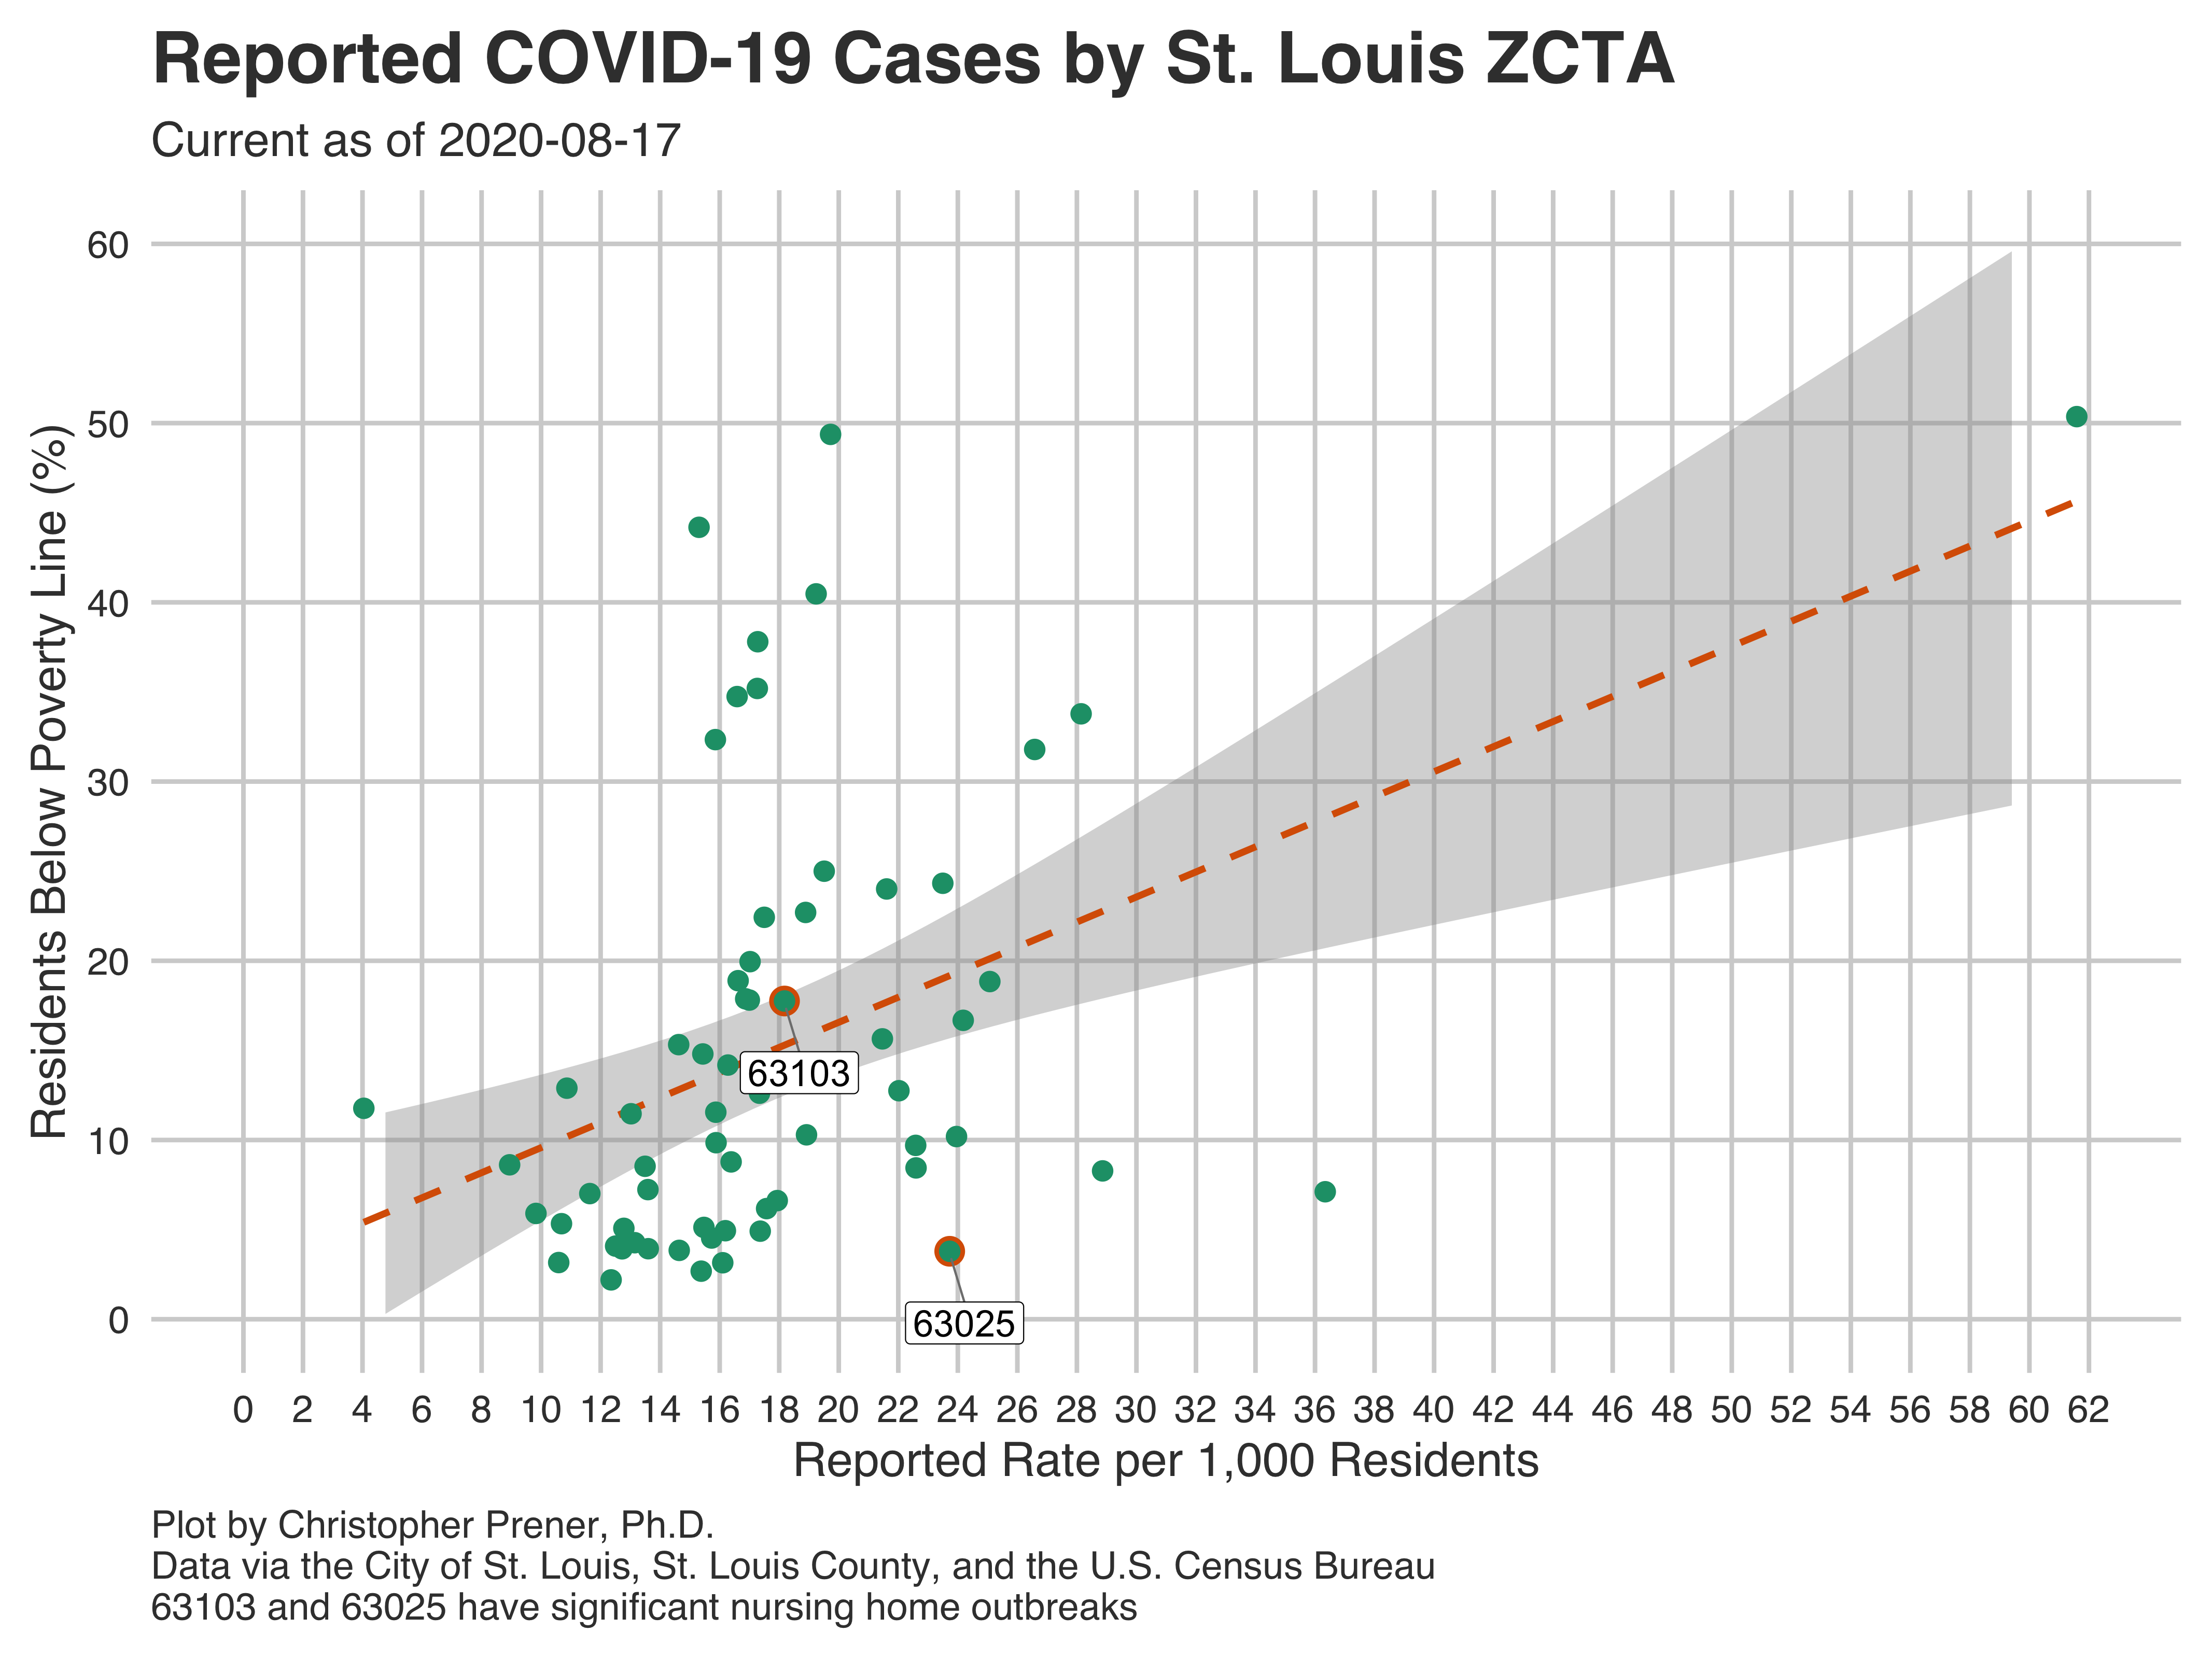 Reported COVID-19 Cases by St. Louis ZCTA
Current as of 2020-08-17
Residents Below Poverty Line (%)
60
50
40
30
20
10
0
63103
63025
0 2 4 6 8 10 12 14 16 18 20 22 24 26 28 30 32 34 36 38 40 42 44 46 48 50 52 54 56 58 60 62
Reported Rate per 1,000 Residents
Plot by Christopher Prener, Ph.D.
Data via the City of St. Louis, St. Louis County, and the U.S. Census Bureau
63103 and 63025 have significant nursing home outbreaks